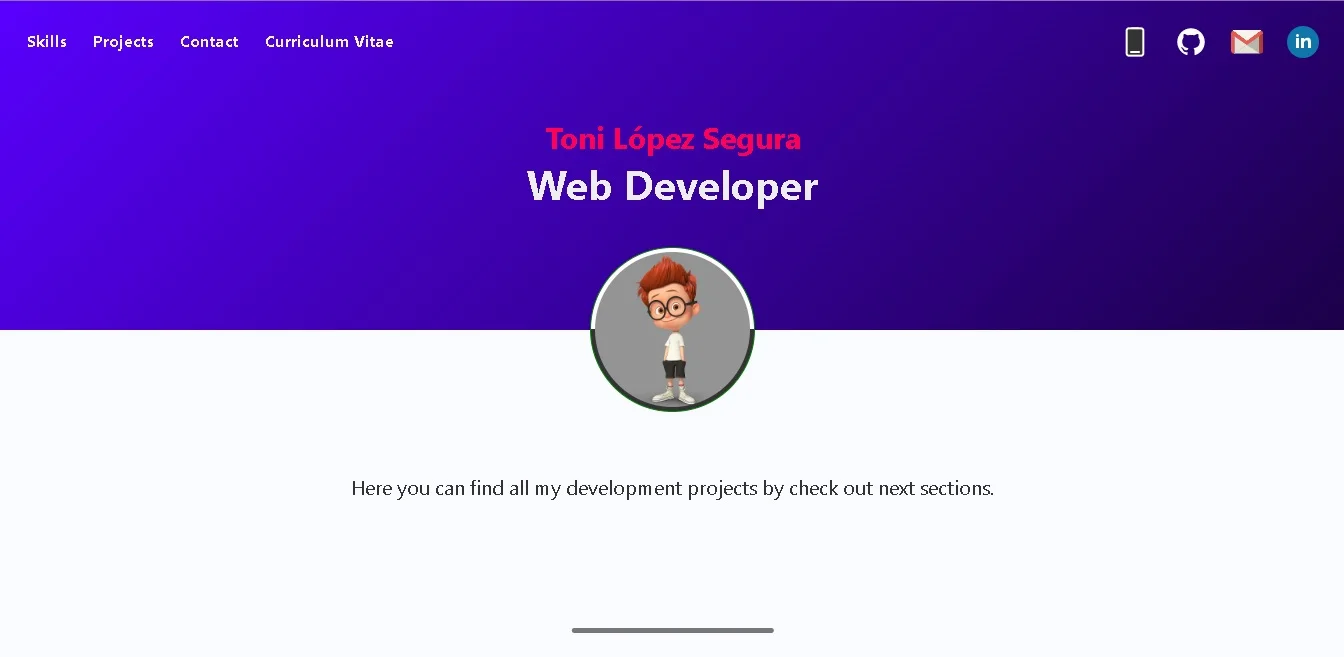 Skills Projects Contact Curriculum Vitae
in
Toni López Segura
Web Developer
Here you can find all my development projects by check out next sections.